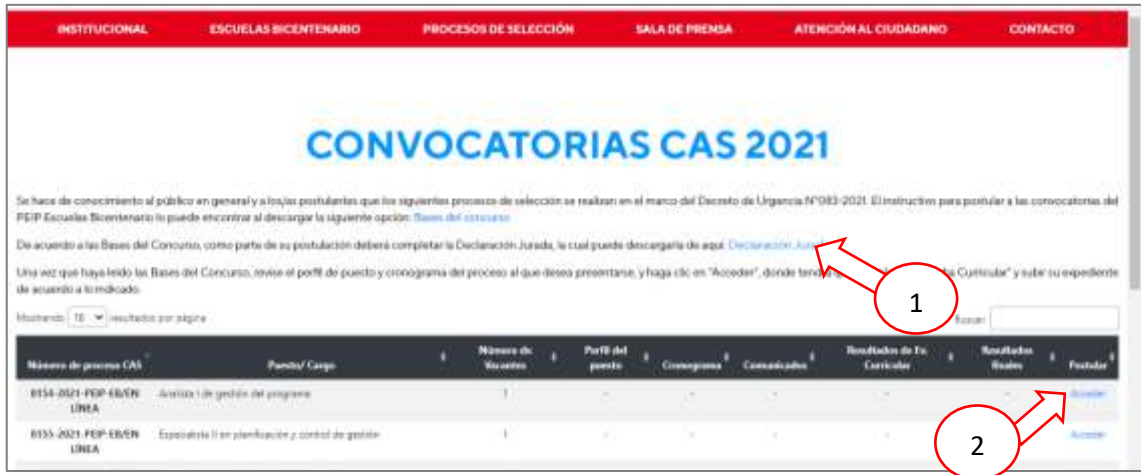 INSTITUCIONAL ESCUELAS BICENTENARIO PROCESOS DE SELECCIÓN SALA DE PRENSA ATENCIÓN AL CIUDADANO CONTACTO
CONVOCATORIAS CAS 2021
Se hace de conocimiento al público en general y a los/las postulantes que los siguientes procesos de selección se realizan en el marco del Decreto de Urgencia N°083-2021. El instructivo para postular a las convocatorias del
PEIP Escuelas Bicentenario lo puede encontrar al descargar la siguiente opción: Bases del concurso
De acuerdo a las Bases del Concurso, como parte de su postulación deberá completar la Declaración Jurada, la cual puede descargarla de aquí: Declaración
Una vez que haya leído las Bases del Concurso, revise el perfil de puesto y cronograma del proceso al que desea presentarse, y haga clic en "Acceder", donde Curricular" y subir su expediente
de acuerdo a lo indicado.
1
Mostrando 10 resultados por página Buscar:
Número de proceso CAS Puesto/ Cargo Número de Vacantes Perfil del puesto Cronograma Comunicados Resultados de Ev. Curricular Resultados finales Postular
0154-2021-PEIP-EB/EN Analista I de gestión del programa 1 - - - - - Acceder
LÍNEA
0155-2021-PEIP-EB/EN Especialista II en planificación y control de gestión 1 - - - - Acceder
LÍNEA
2